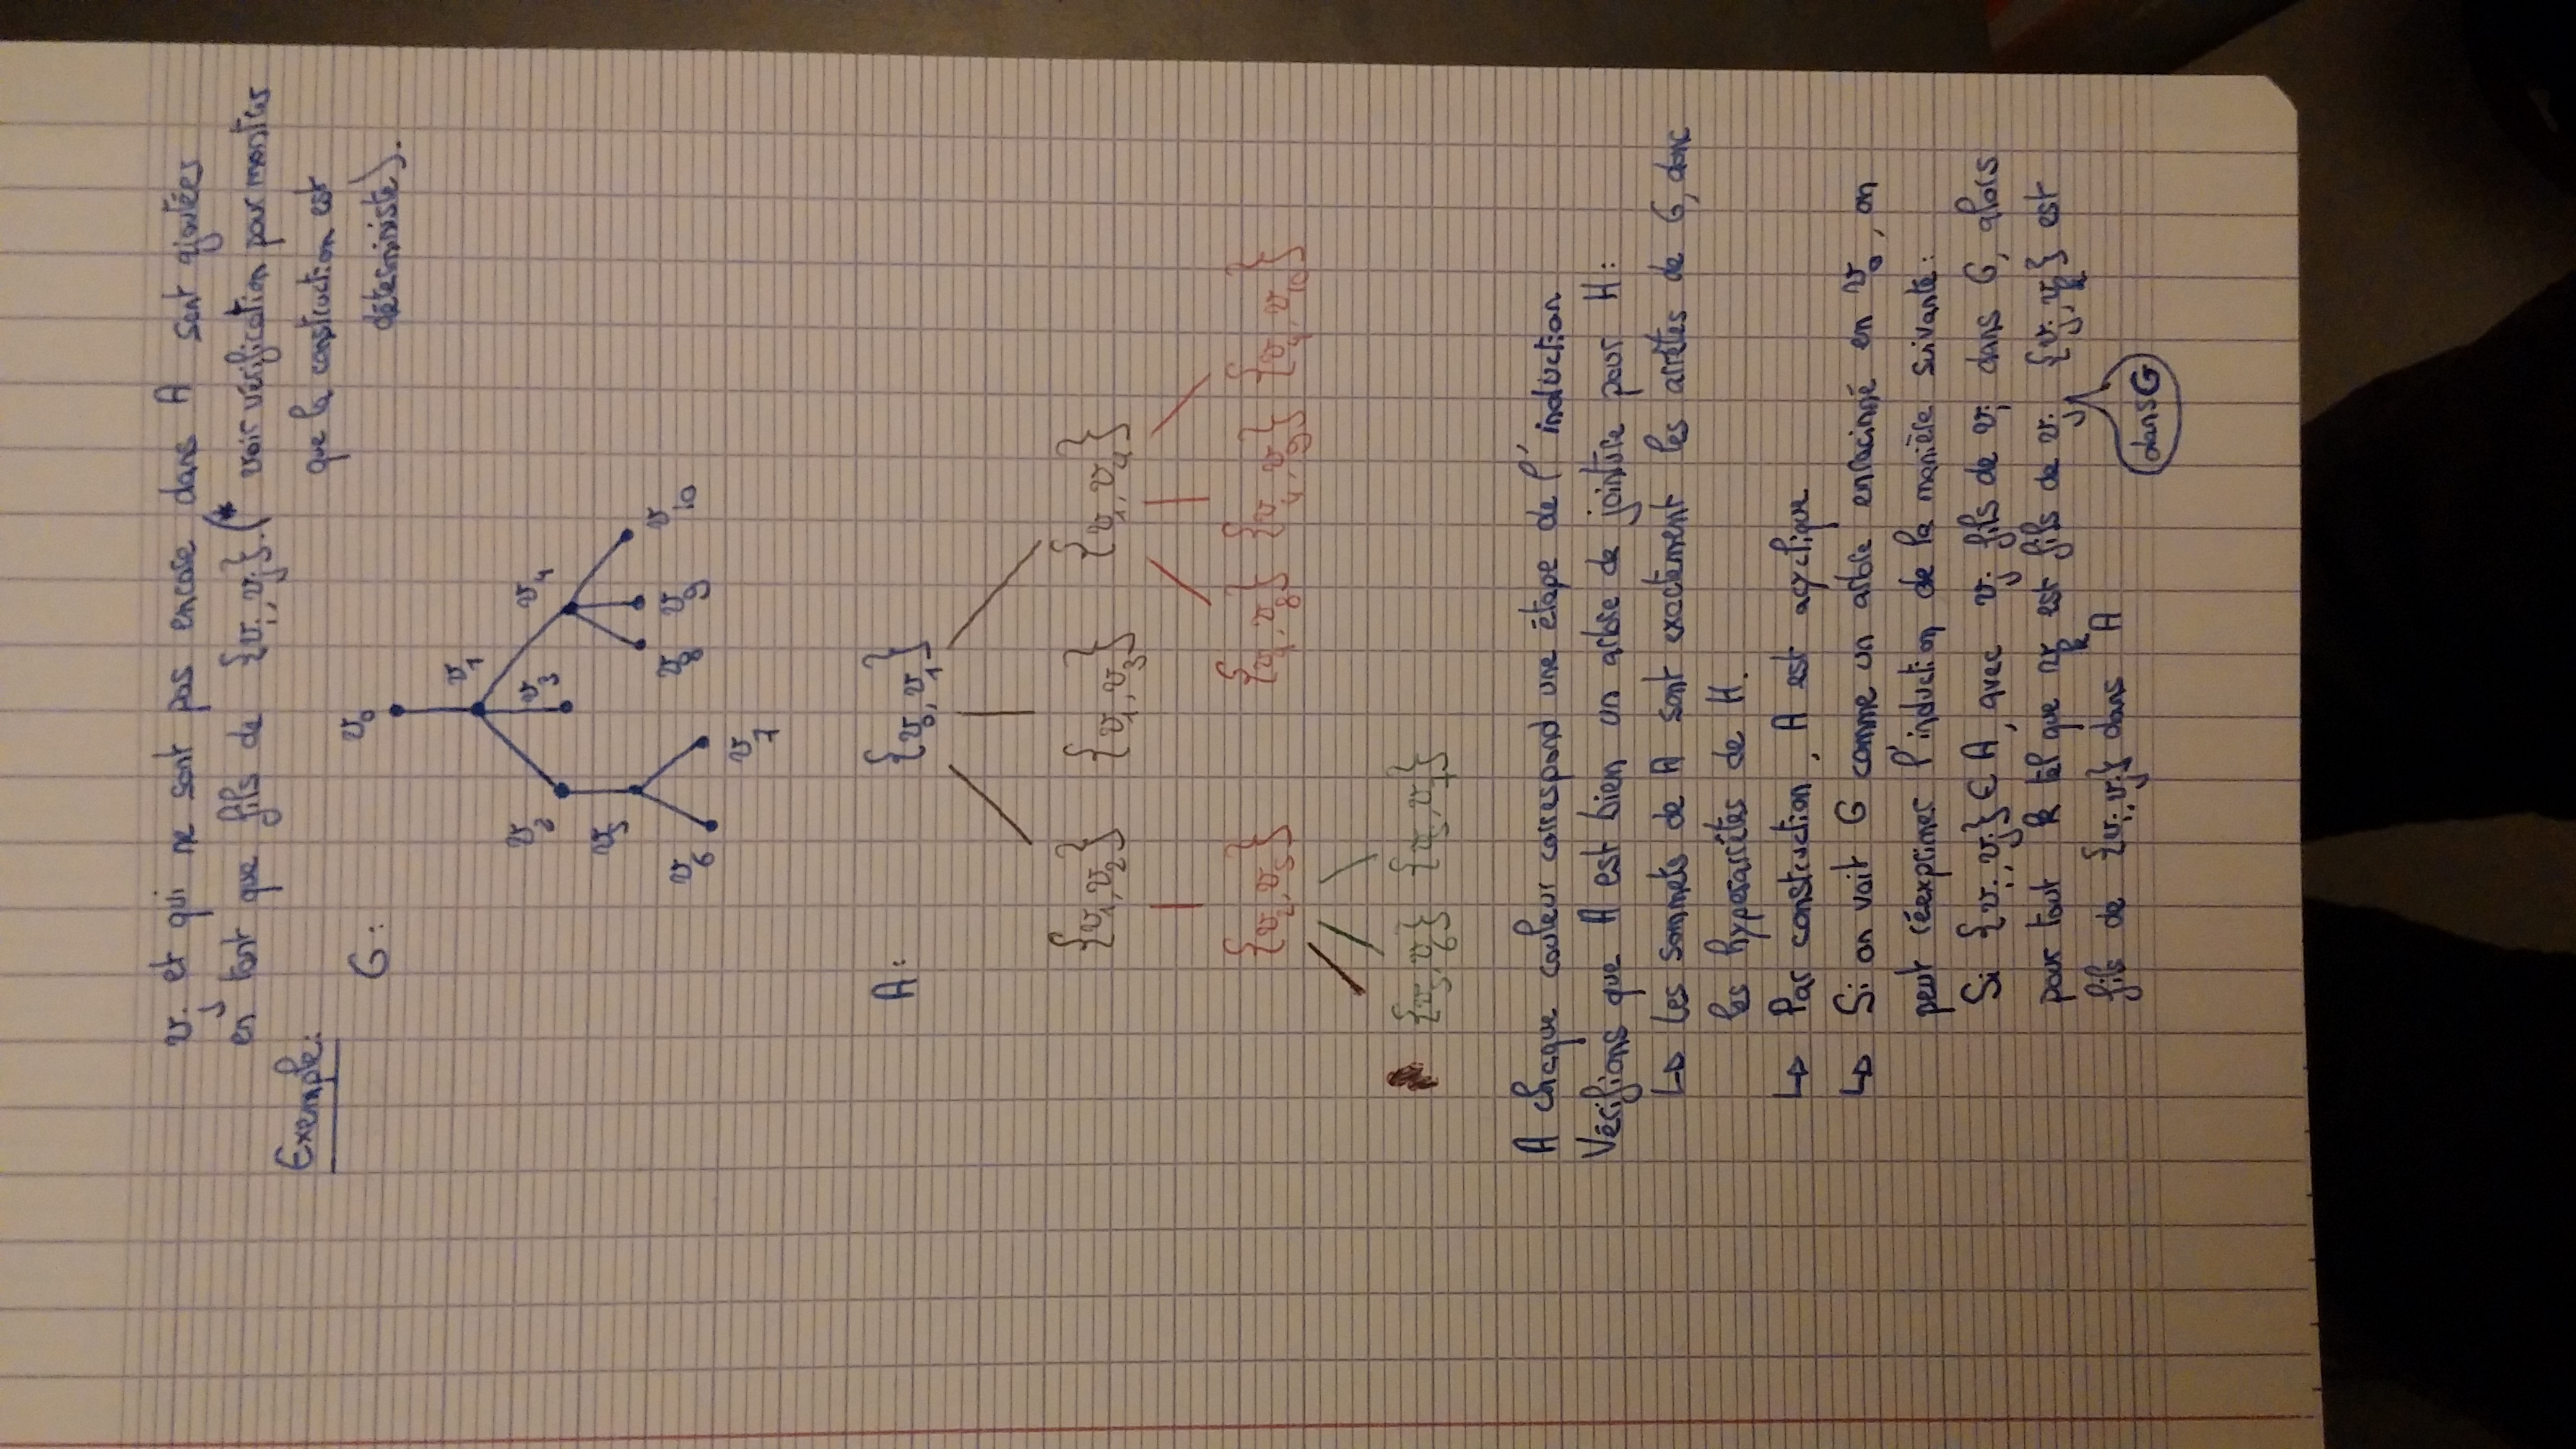 v_j et qui ne sont pas encore dans A sont ajoutées
en tant que fils de {v_i, v_j}. (* voir vérification pour montrer
que la construction est
déterministe).
Exemple:
G:
v_0
v_1
v_2 v_3 v_4
v_5
v_6 v_7 v_8 v_9 v_10
A: {v_0, v_1}
{v_1, v_2} {v_1, v_3} {v_1, v_4}
{v_2, v_5} {v_4, v_8} {v_4, v_9} {v_4, v_10}
{v_5, v_6} {v_5, v_7}
A chaque couleur correspond une étape de l'induction
Vérifions que A est bien un arbre de jointure pour H:
↳ Les sommets de A sont exactement les arrêtes de G, donc
les hyperarrêtes de H.
↳ Par construction, A est acyclique
↳ Si on voit G comme un arbre enraciné en v_0, on
peut réexprimer l'induction de la manière suivante:
Si {v_i, v_j} ∈ A, avec v_j fils de v_i dans G, alors
pour tout k tel que v_k est fils de v_j {v_j, v_k} est
fils de {v_i, v_j} dans A
dans G